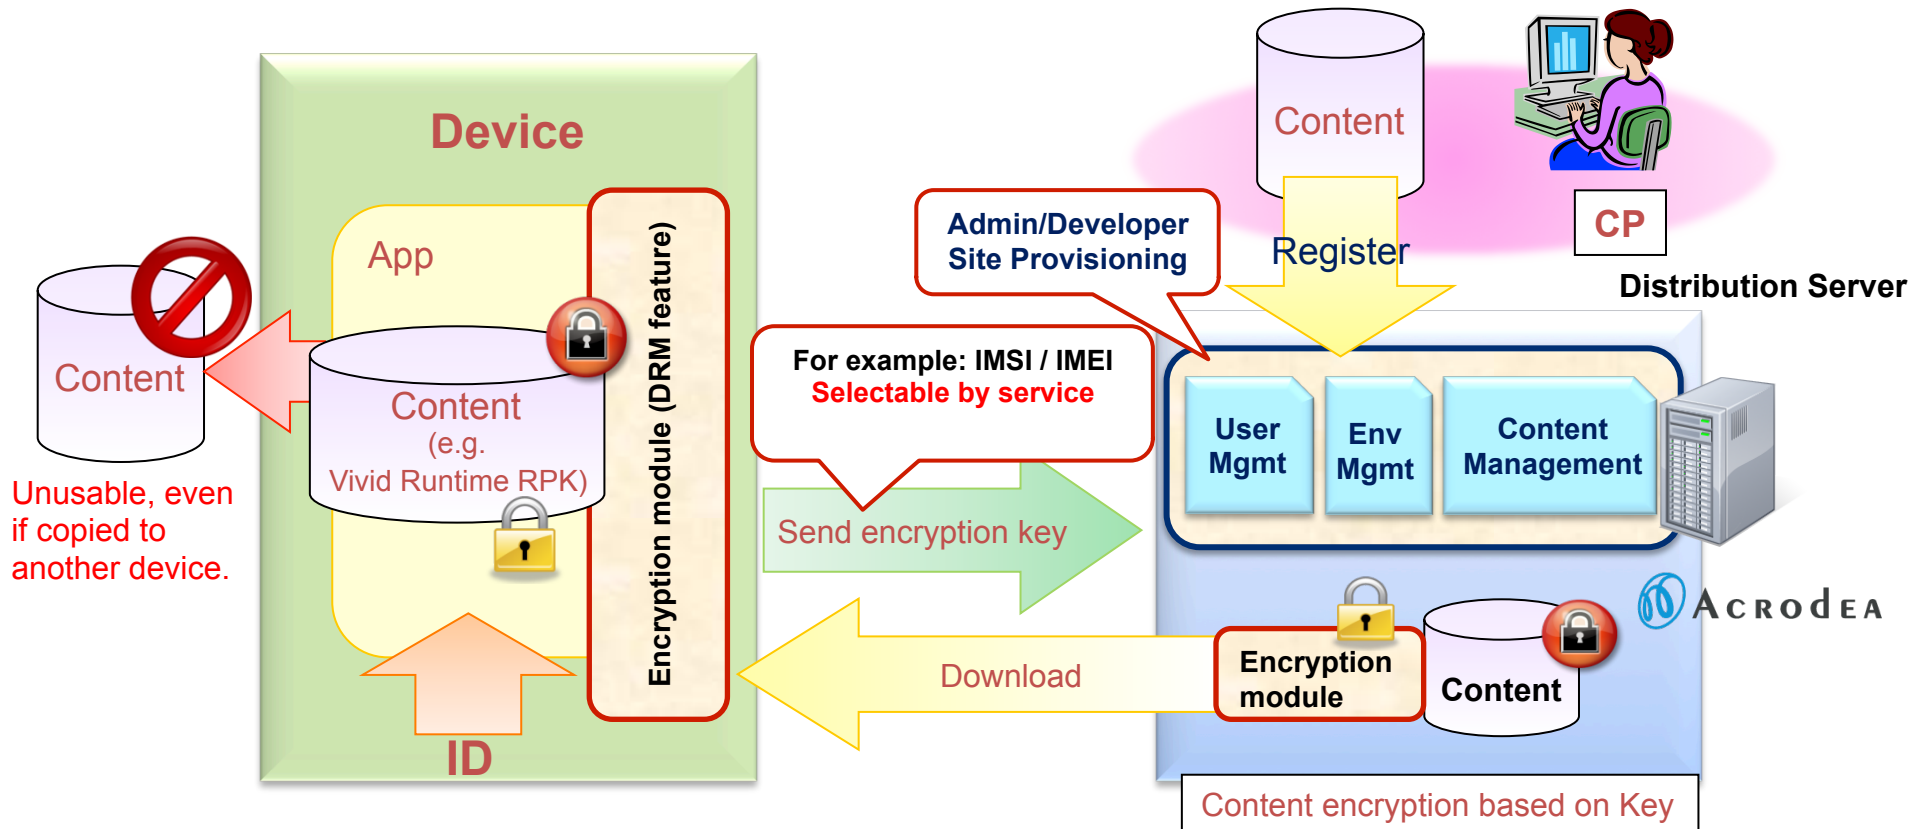 Device
App
Content
(e.g.
Vivid Runtime RPK)
Encryption module (DRM feature)
ID
Content
Unusable, even
if copied to
another device.
For example: IMSI / IMEI
Selectable by service
Send encryption key
Download
Content
CP
Register
Admin/Developer
Site Provisioning
Distribution Server
User
Mgmt
Env
Mgmt
Content
Management
ACRODEA
Encryption
module
Content
Content encryption based on Key